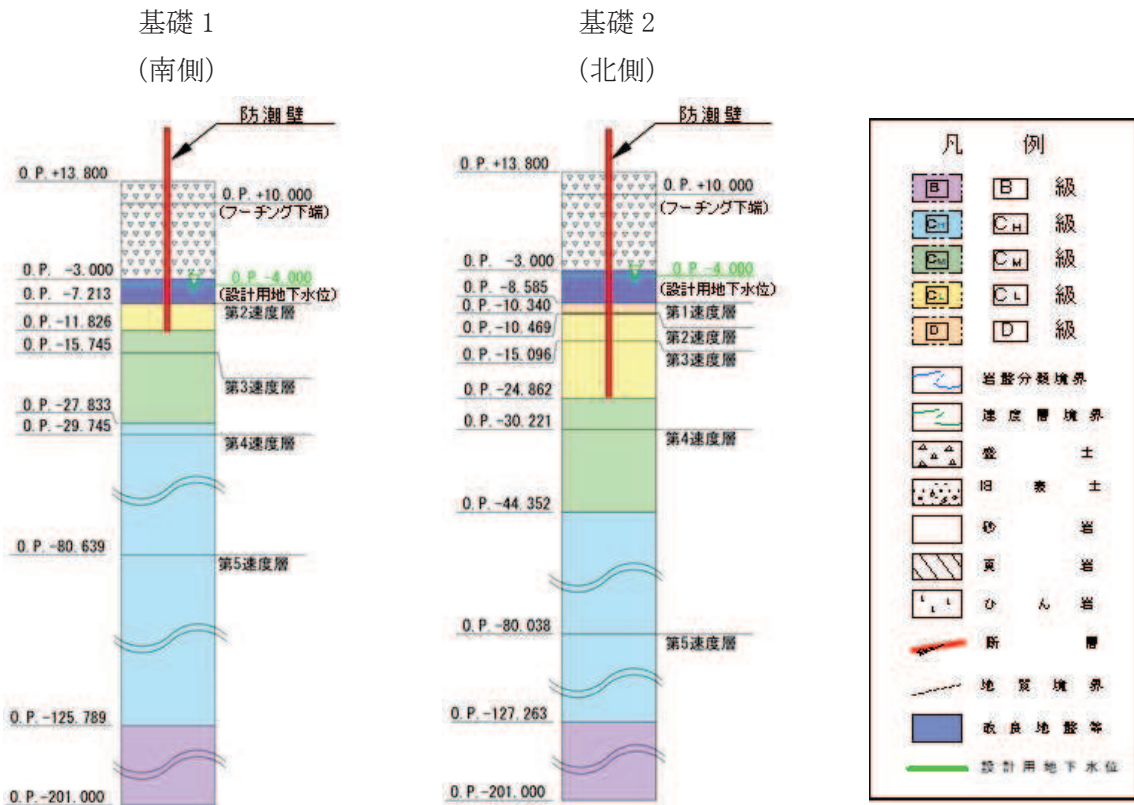 基礎 1
(南側)
防潮壁
O.P.+13.800
O.P.+10.000
(フーチング下端)
O.P. -3.000
O.P.-4.000
(設計用地下水位)
O.P. -7.213
第2速度層
O.P.-11.826
O.P.-15.745
第3速度層
O.P.-27.833
O.P.-29.745
第4速度層
O.P.-80.639
第5速度層
O.P.-125.789
O.P.-201.000
基礎 2
(北側)
防潮壁
O.P.+13.800
O.P.+10.000
(フーチング下端)
O.P. -3.000
O.P.-4.000
(設計用地下水位)
O.P. -8.585
O.P.-10.340
第1速度層
O.P.-10.469
第2速度層
O.P.-15.096
第3速度層
O.P.-24.862
O.P.-30.221
第4速度層
O.P.-44.352
O.P.-80.038
第5速度層
O.P.-127.263
O.P.-201.000
凡 例
B B 級
CH CH 級
CM CM 級
CL CL 級
D D 級
岩盤分類境界
速度層境界
盛 土
旧 表 土
砂 岩
頁 岩
ひ ん 岩
断 層
地 質 境 界
改 良 地 盤 等
設計用地下水位